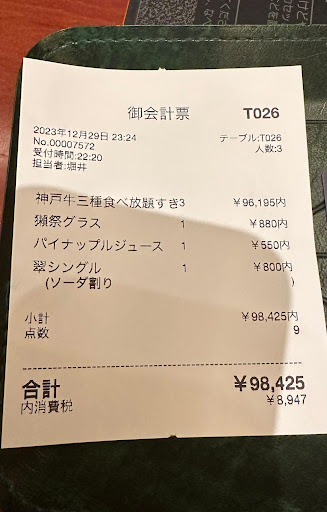 御会計票 T026
2023年12月29日 23:24
No.00007572 テーブル:T026
受付時間:22:20 人数:3
担当者:堀井
神戸牛三種食べ放題すき3 ￥96,195内
獺祭グラス 1 ￥880内
パイナップルジュース 1 ￥550内
翠シングル 1 ￥800内
(ソーダ割り )
小計 ￥98,425内
点数 9
合計 ￥98,425
内消費税 ￥8,947